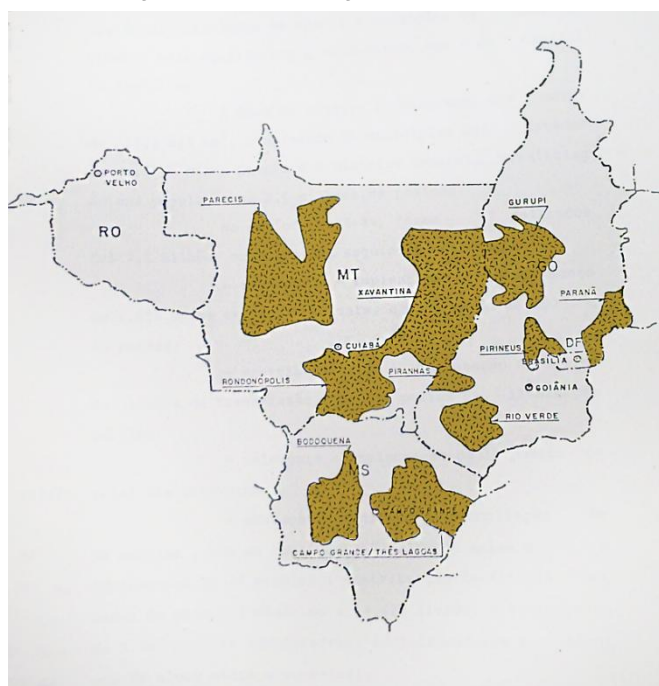 PORTO
VELHO
RO
PARECIS
MT
GURUPI
GO
XAVANTINA
PARANÃ
PIRINEUS
DF
BRASÍLIA
CUIABÁ
PIRANHAS
RONDONÓPOLIS
GOIÂNIA
RIO VERDE
BODOQUENA
MS
CAMPO GRANDE
CAMPO GRANDE / TRÊS LAGOAS